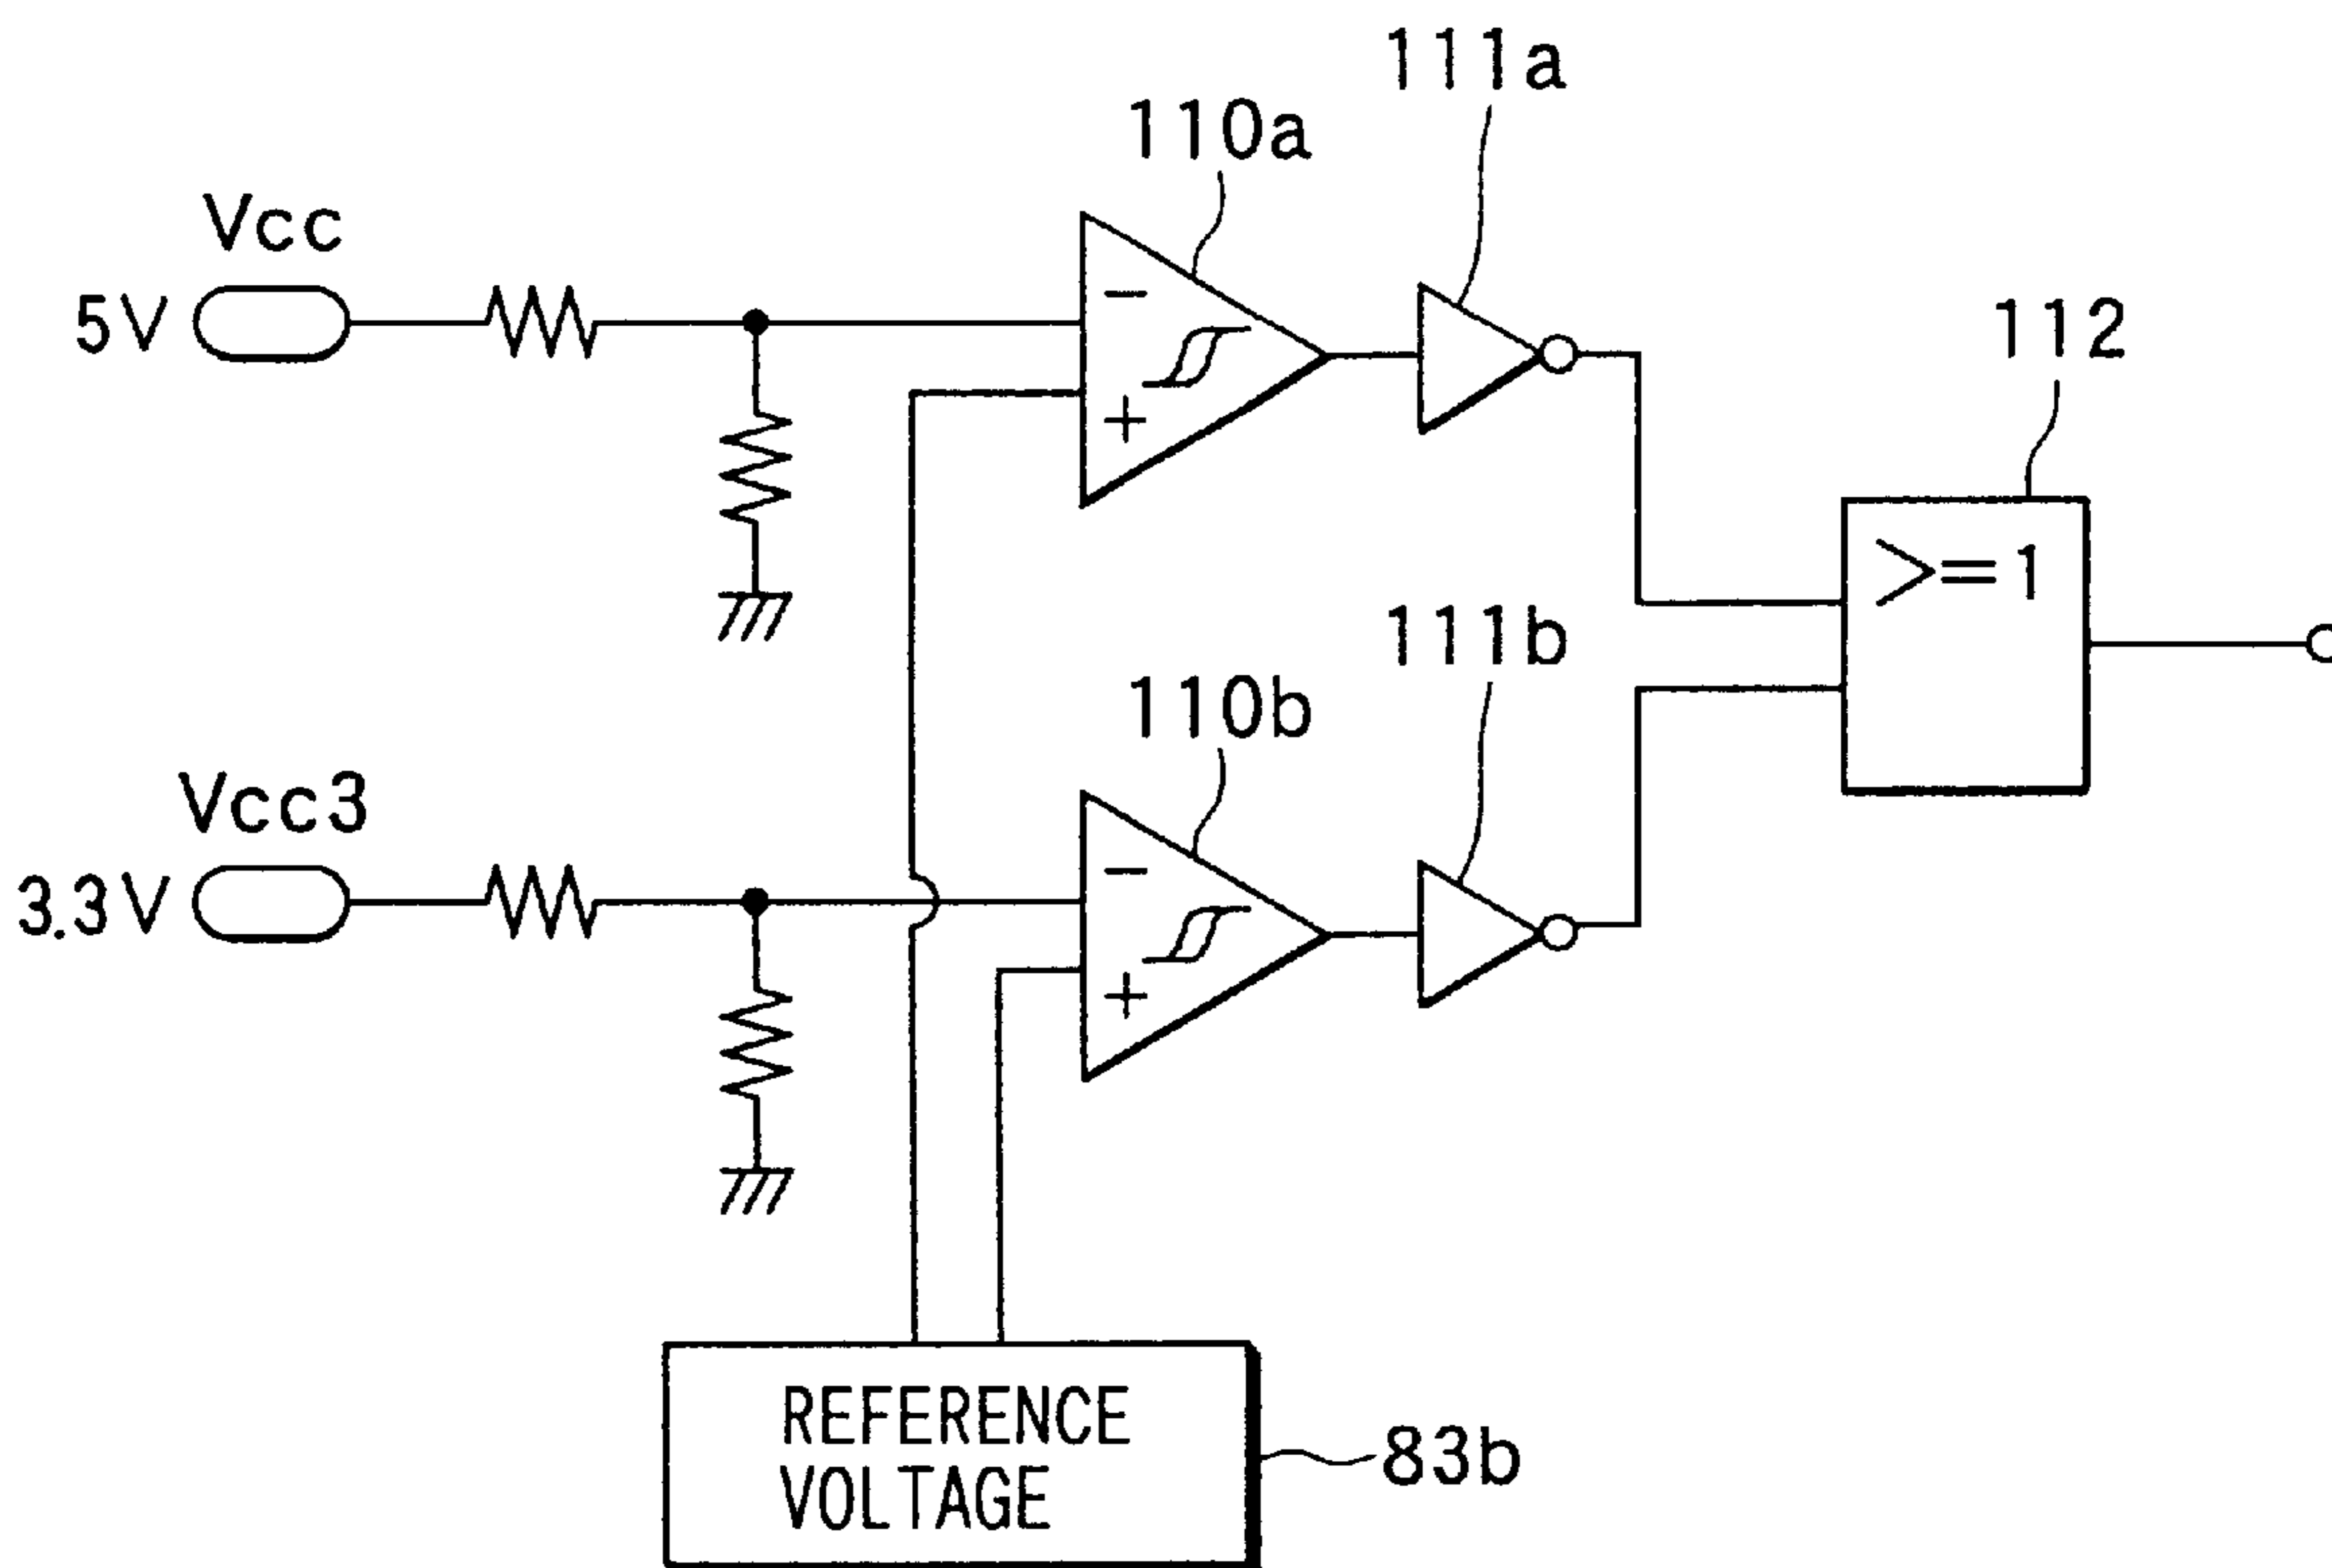 111a
110a
Vcc
5V
−
+
112
>=1
111b
110b
Vcc3
3.3V
−
+
REFERENCE
VOLTAGE
83b